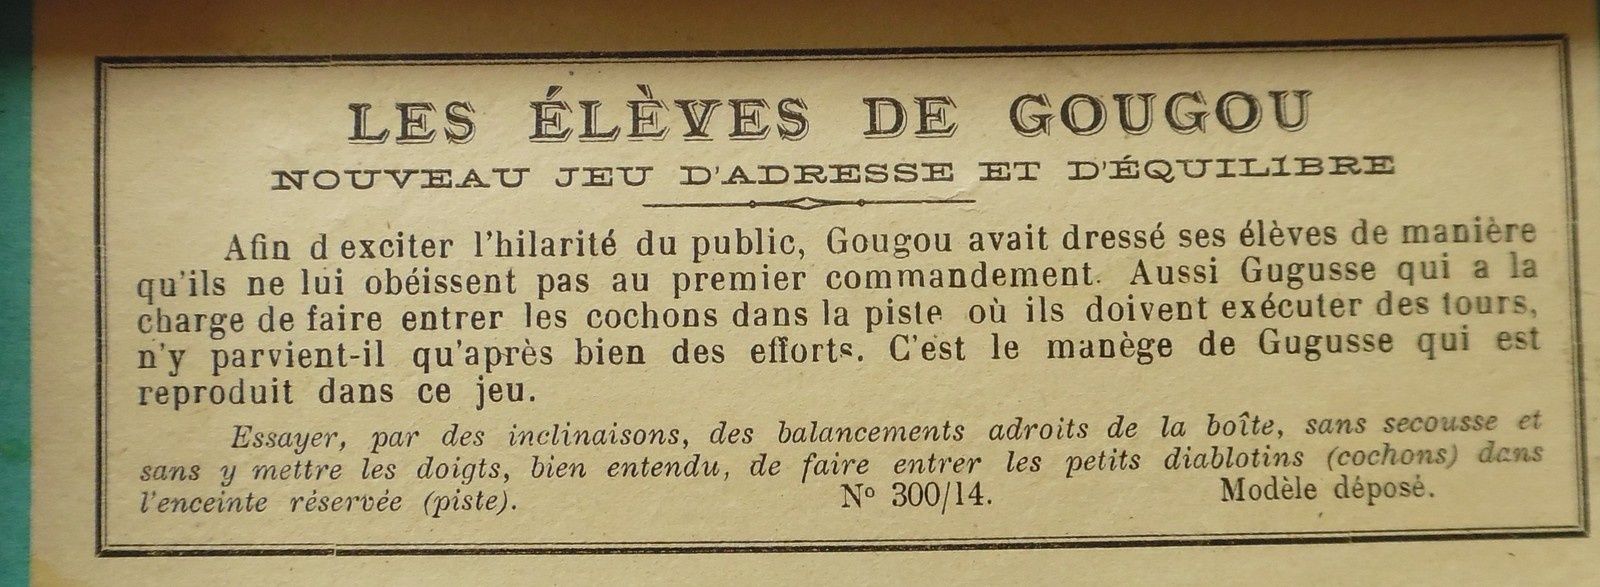 LES ÉLÈVES DE GOUGOU
NOUVEAU JEU D'ADRESSE ET D'ÉQUILIBRE
Afin d exciter l'hilarité du public, Gougou avait dressé ses élèves de manière
qu'ils ne lui obéissent pas au premier commandement. Aussi Gugusse qui a la
charge de faire entrer les cochons dans la piste où ils doivent exécuter des tours,
n'y parvient-il qu'après bien des efforts. C'est le manège de Gugusse qui est
reproduit dans ce jeu.
Essayer, par des inclinaisons, des balancements adroits de la boîte, sans secousse et
sans y mettre les doigts, bien entendu, de faire entrer les petits diablotins (cochons) dans
l'enceinte réservée (piste). Nº 300/14. Modèle déposé.